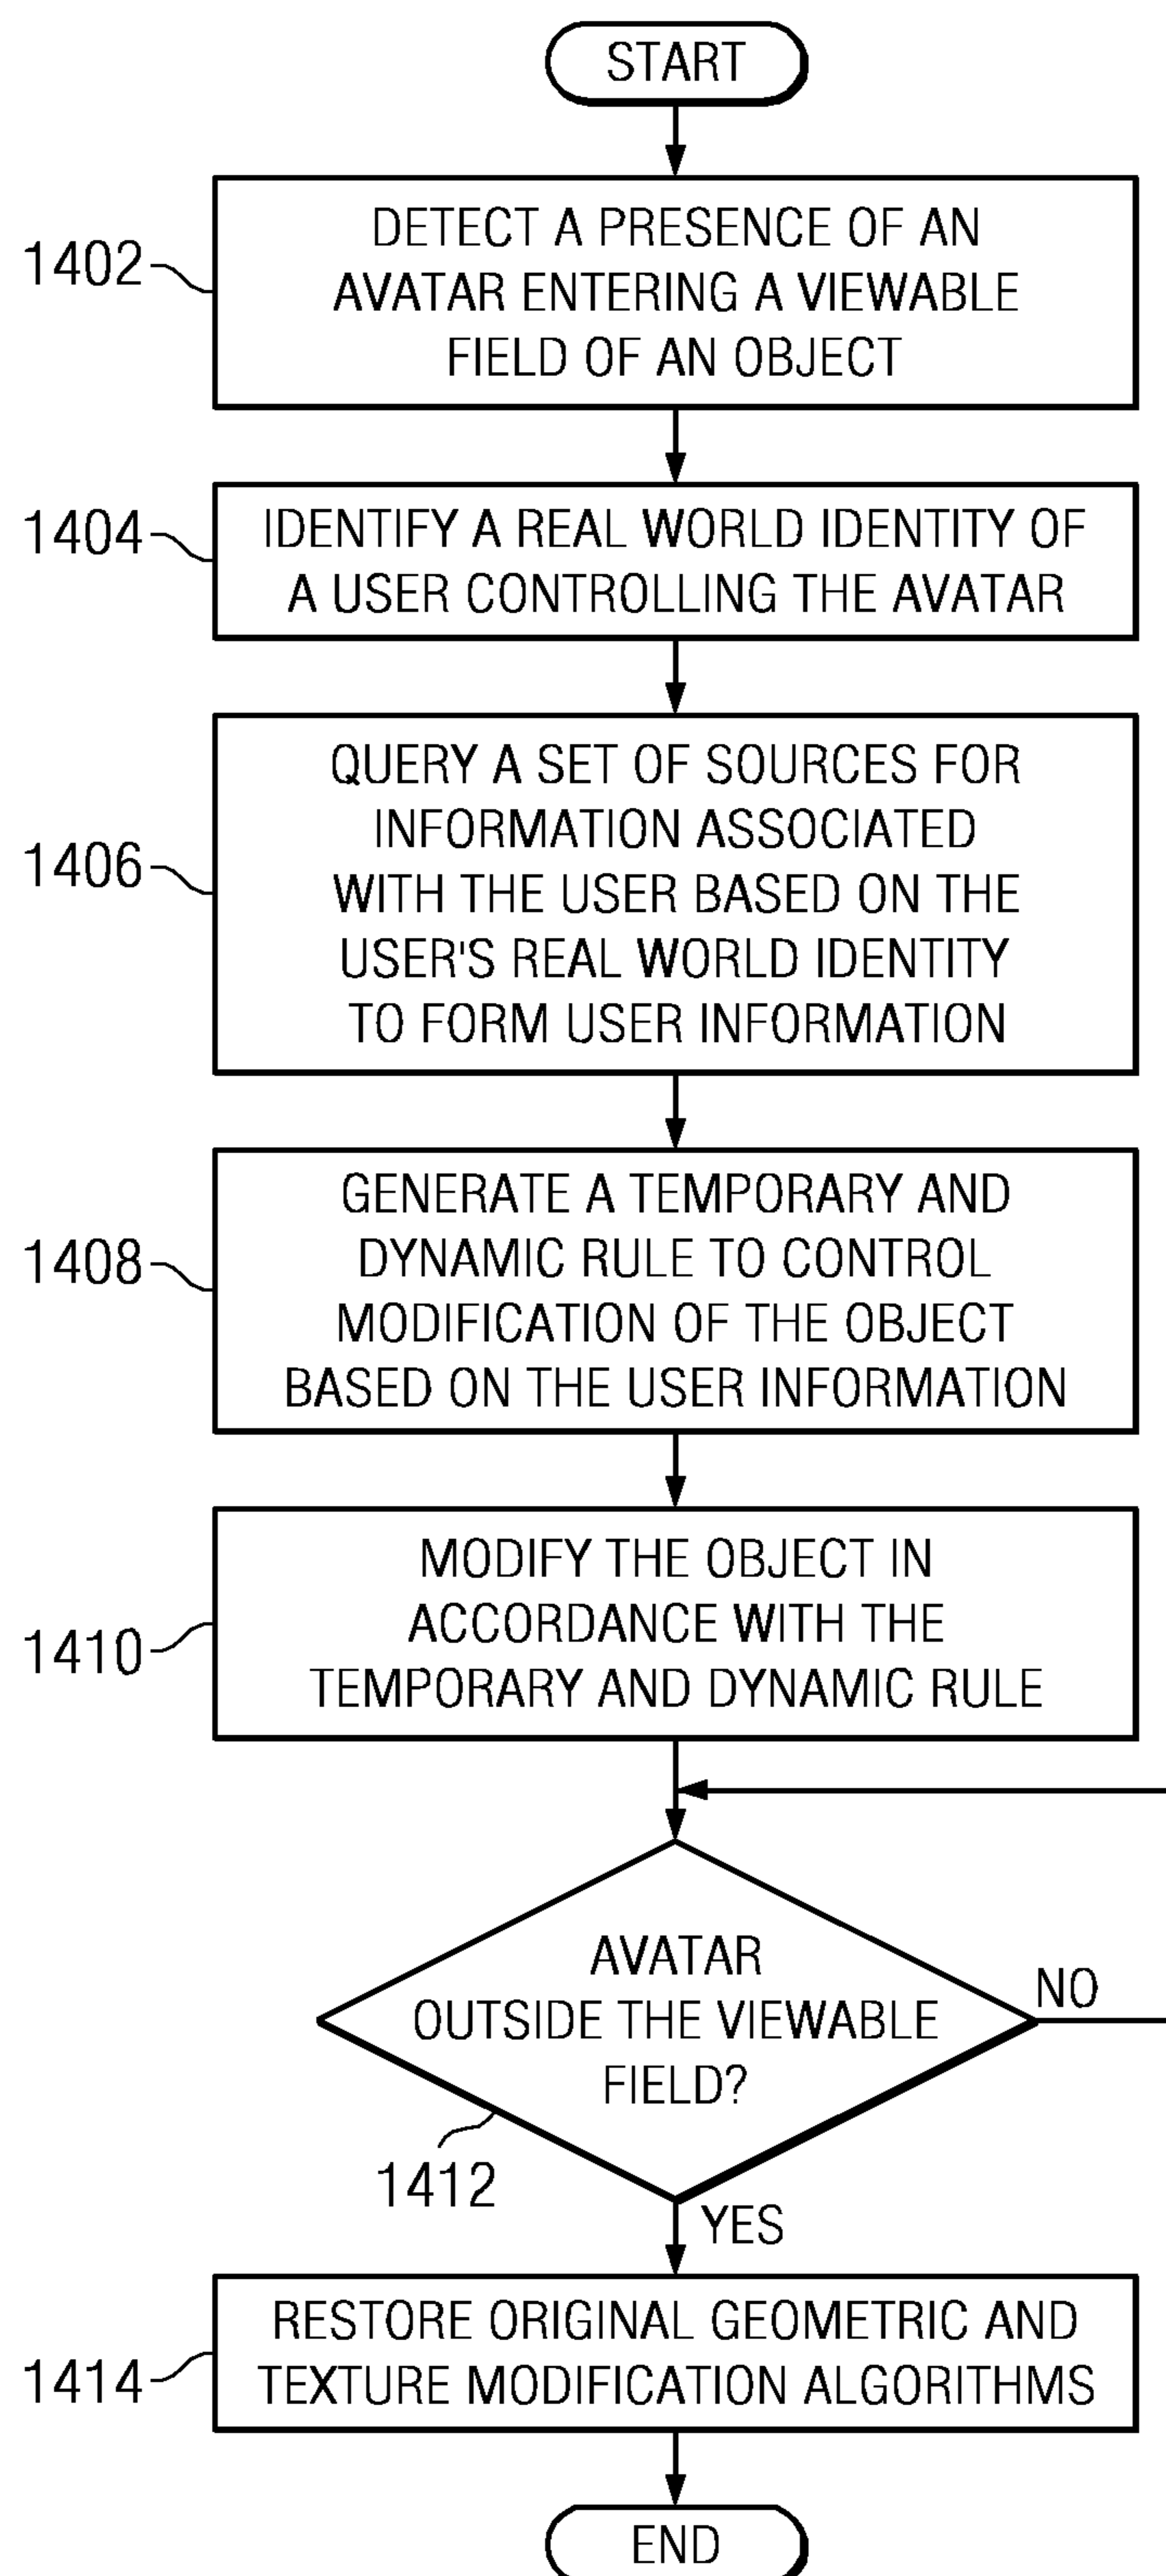 START
1402
DETECT A PRESENCE OF AN
AVATAR ENTERING A VIEWABLE
FIELD OF AN OBJECT
1404
IDENTIFY A REAL WORLD IDENTITY OF
A USER CONTROLLING THE AVATAR
1406
QUERY A SET OF SOURCES FOR
INFORMATION ASSOCIATED
WITH THE USER BASED ON THE
USER'S REAL WORLD IDENTITY
TO FORM USER INFORMATION
1408
GENERATE A TEMPORARY AND
DYNAMIC RULE TO CONTROL
MODIFICATION OF THE OBJECT
BASED ON THE USER INFORMATION
1410
MODIFY THE OBJECT IN
ACCORDANCE WITH THE
TEMPORARY AND DYNAMIC RULE
AVATAR
OUTSIDE THE VIEWABLE
FIELD?
NO
1412
YES
1414
RESTORE ORIGINAL GEOMETRIC AND
TEXTURE MODIFICATION ALGORITHMS
END